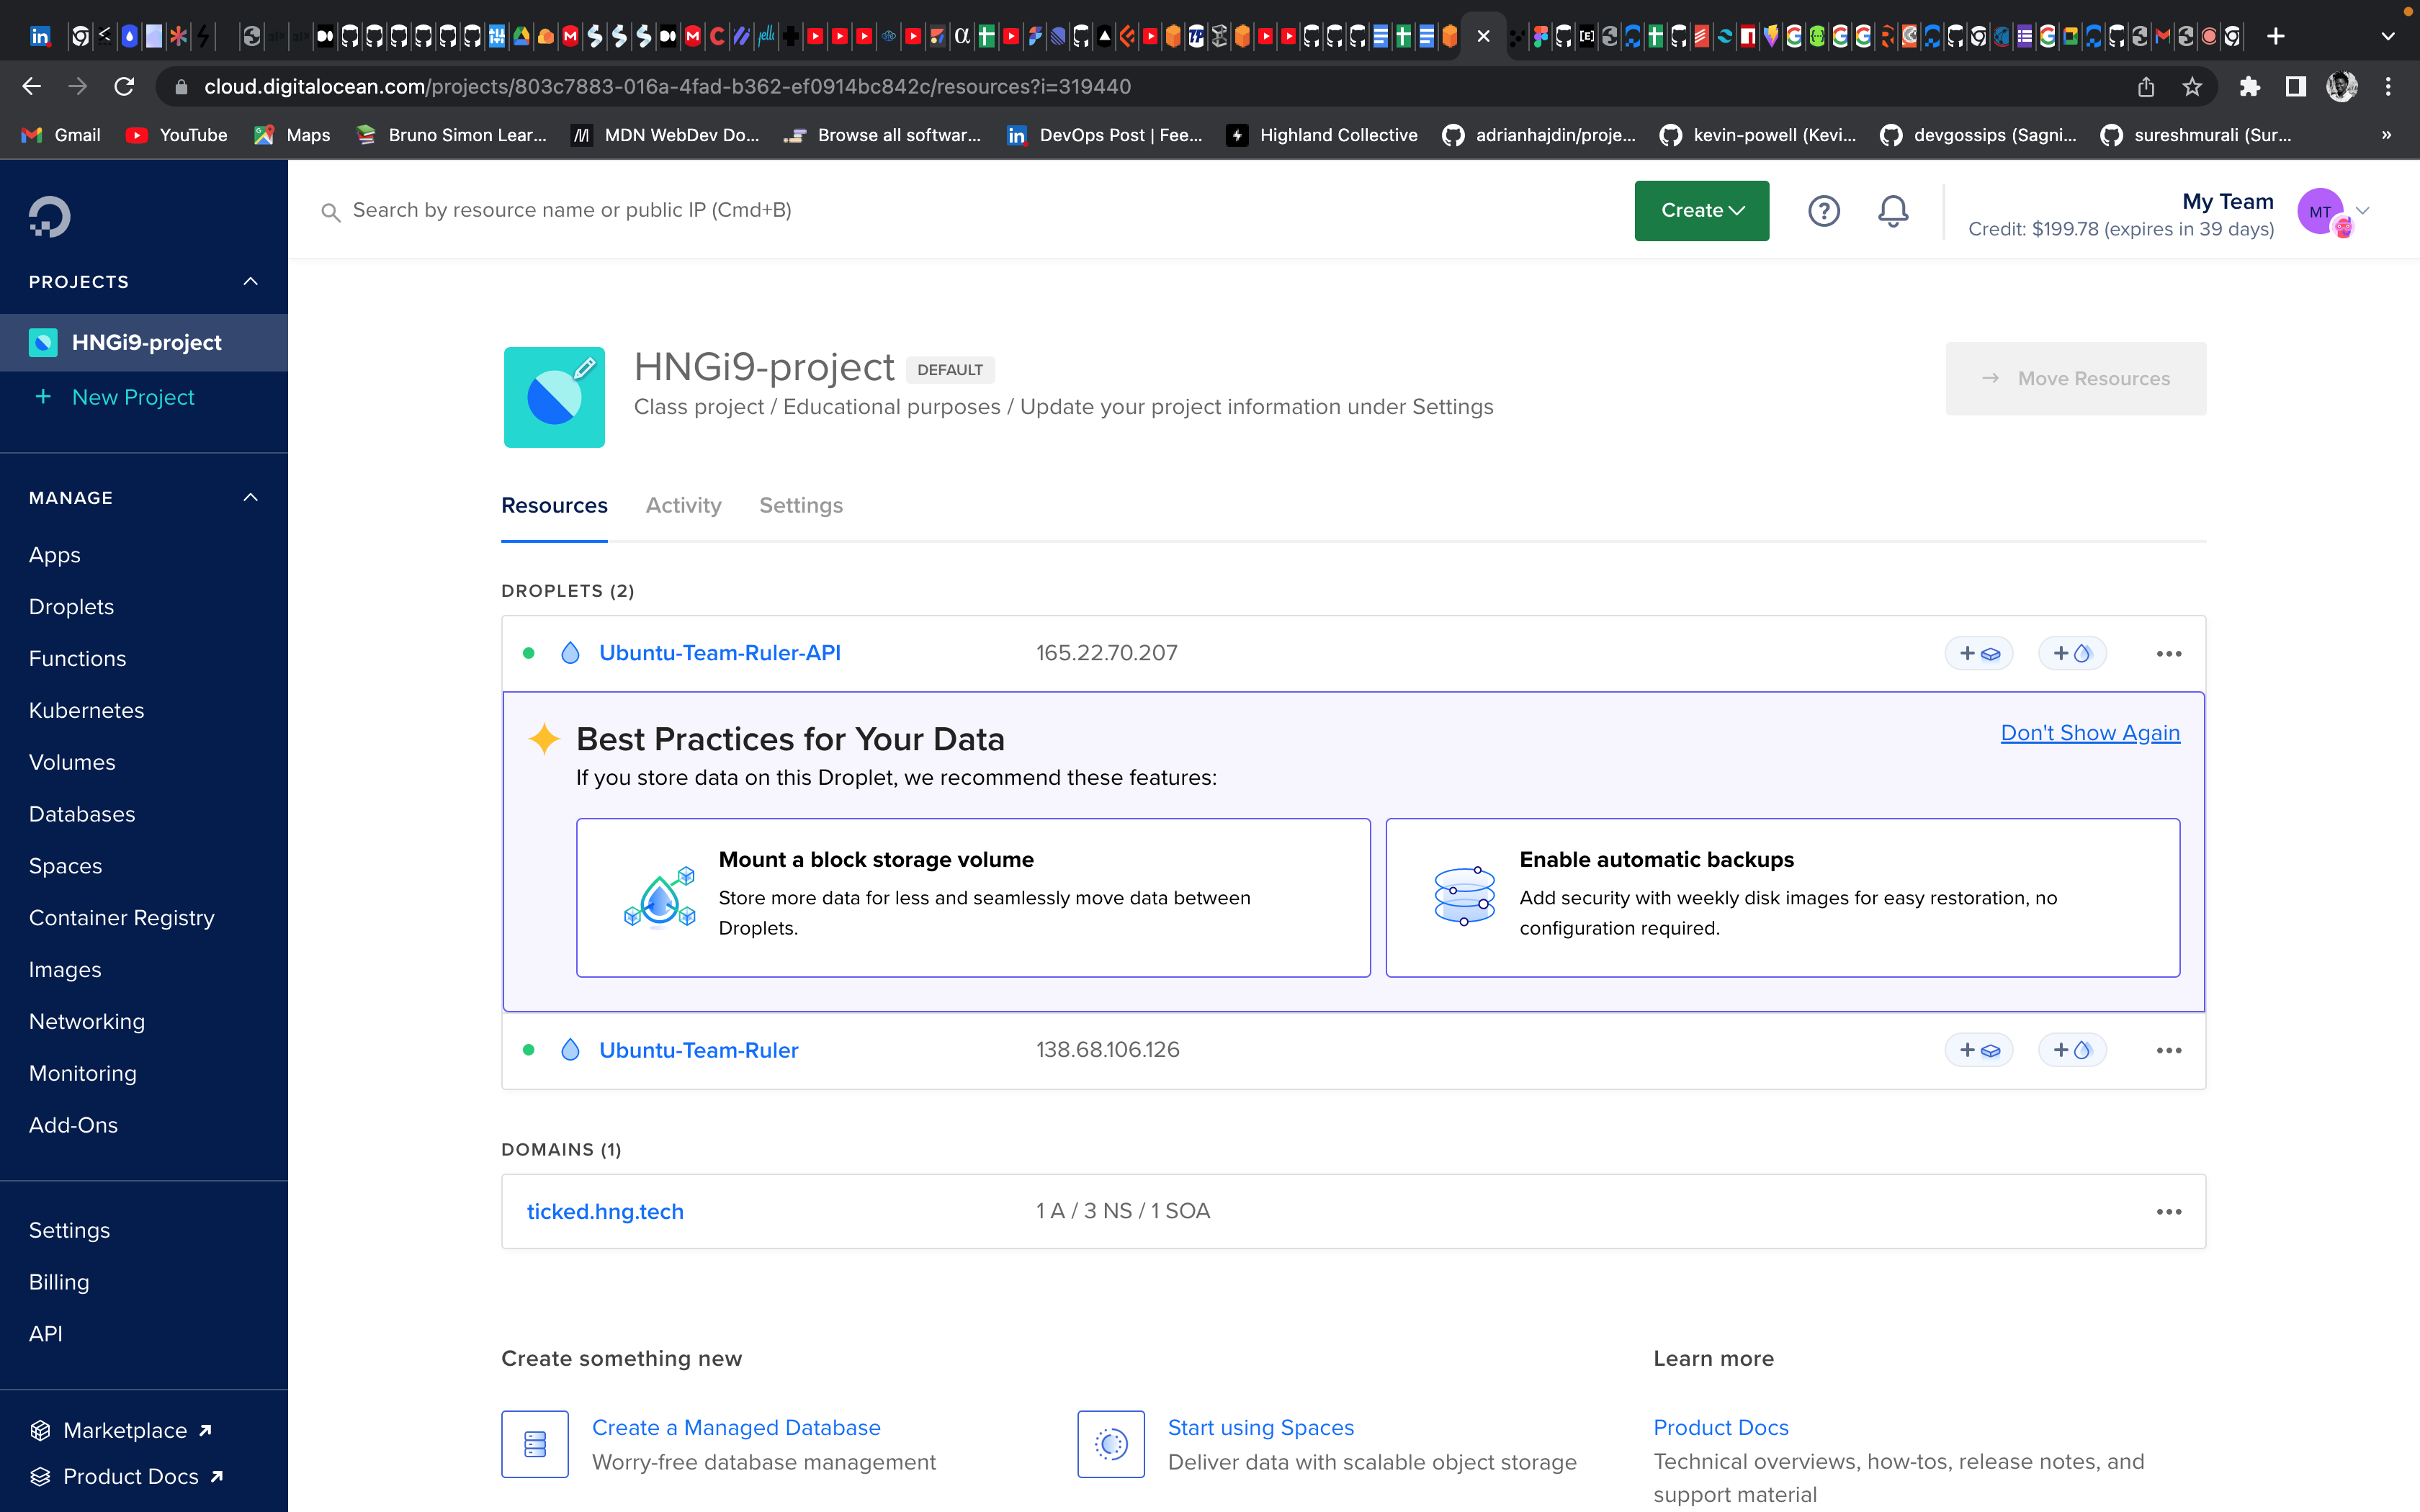 cloud.digitalocean.com/projects/803c7883-016a-4fad-b362-ef0914bc842c/resources?i=319440
Gmail YouTube Maps Bruno Simon Lear... MDN WebDev Do... Browse all softwar... DevOps Post | Fee... Highland Collective adrianhajdin/proje... kevin-powell (Kevi... devgossips (Sagni... sureshmurali (Sur... »
Search by resource name or public IP (Cmd+B)
Create
My Team
Credit: $199.78 (expires in 39 days)
MT
PROJECTS
HNGi9-project
+ New Project
MANAGE
Apps
Droplets
Functions
Kubernetes
Volumes
Databases
Spaces
Container Registry
Images
Networking
Monitoring
Add-Ons
Settings
Billing
API
Marketplace
Product Docs
HNGi9-project DEFAULT
Class project / Educational purposes / Update your project information under Settings
Move Resources
Resources Activity Settings
DROPLETS (2)
Ubuntu-Team-Ruler-API 165.22.70.207
Best Practices for Your Data
Don't Show Again
If you store data on this Droplet, we recommend these features:
Mount a block storage volume
Store more data for less and seamlessly move data between
Droplets.
Enable automatic backups
Add security with weekly disk images for easy restoration, no
configuration required.
Ubuntu-Team-Ruler 138.68.106.126
DOMAINS (1)
ticked.hng.tech 1 A / 3 NS / 1 SOA
Create something new
Create a Managed Database
Worry-free database management
Start using Spaces
Deliver data with scalable object storage
Learn more
Product Docs
Technical overviews, how-tos, release notes, and
support material